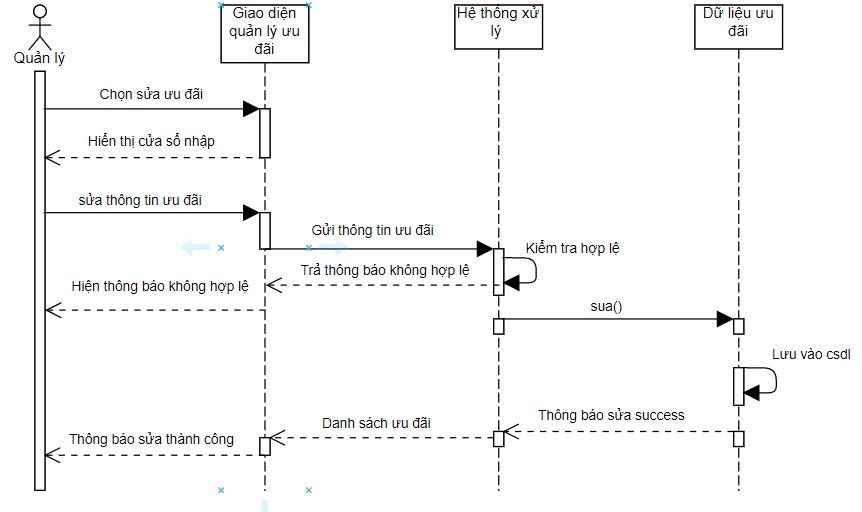 Giao diện
quản lý ưu
đãi
Hệ thông xử
lý
Dữ liệu ưu
đãi
Quản lý
Chọn sửa ưu đãi
Hiển thị cửa sổ nhập
sửa thông tin ưu đãi
Gửi thông tin ưu đãi
Kiểm tra hợp lệ
Trả thông báo không hợp lệ
Hiện thông báo không hợp lệ
sua()
Lưu vào csdl
Thông báo sửa success
Danh sách ưu đãi
Thông báo sửa thành công